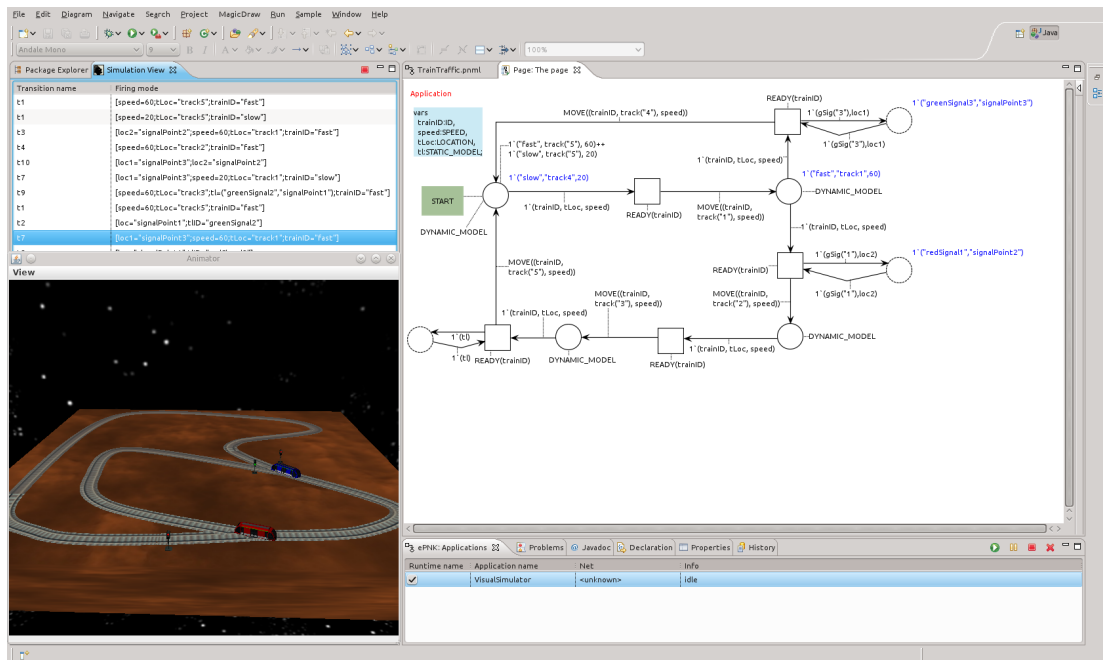 File Edit Diagram Navigate Search Project MagicDraw Run Sample Window Help
Java
Andale Mono 9 B I A 100%
Package Explorer Simulation View
Transition name Firing mode
t1 [speed=60;tLoc="track5";trainID="fast"]
t1 [speed=20;tLoc="track5";trainID="slow"]
t3 [loc2="signalPoint2";speed=60;tLoc="track1";trainID="fast"]
t4 [speed=60;tLoc="track2";trainID="fast"]
t10 [loc1="signalPoint3";loc2="signalPoint2"]
t7 [loc1="signalPoint3";speed=20;tLoc="track1";trainID="slow"]
t9 [speed=60;tLoc="track3";tl=("greenSignal2","signalPoint1");trainID="fast"]
t1 [speed=60;tLoc="track5";trainID="fast"]
t2 [loc="signalPoint1";tlID="greenSignal2"]
t7 [loc1="signalPoint3";speed=60;tLoc="track1";trainID="fast"]
Animator
View
TrainTraffic.pnml Page: The page
Application
vars
trainID:ID,
speed:SPEED,
tLoc:LOCATION,
tl:STATIC_MODEL;
1`("fast", track("5"), 60)++
1`("slow", track("5"), 20)
MOVE((trainID, track("4"), speed))
READY(trainID)
1`(gSig("3"),loc1)
1`(gSig("3"),loc1)
1`("greenSignal3","signalPoint3")
1`(trainID, tLoc, speed)
START
1`("slow","track4",20)
DYNAMIC_MODEL
1`(trainID, tLoc, speed)
READY(trainID)
MOVE((trainID,
track("1"), speed))
1`("fast","track1",60)
DYNAMIC_MODEL
1`(trainID, tLoc, speed)
READY(trainID)
1`(gSig("1"),loc2)
1`(gSig("1"),loc2)
1`("redSignal1","signalPoint2")
MOVE((trainID,
track("5"), speed))
MOVE((trainID,
track("3"), speed))
MOVE((trainID,
track("2"), speed))
1`(trainID, tLoc, speed)
1`(tl)
1`(tl)
READY(trainID)
DYNAMIC_MODEL
READY(trainID)
1`(trainID, tLoc, speed)
DYNAMIC_MODEL
ePNK: Applications Problems Javadoc Declaration Properties History
Runtime name Application name Net Info
VisualSimulator <unknown> idle